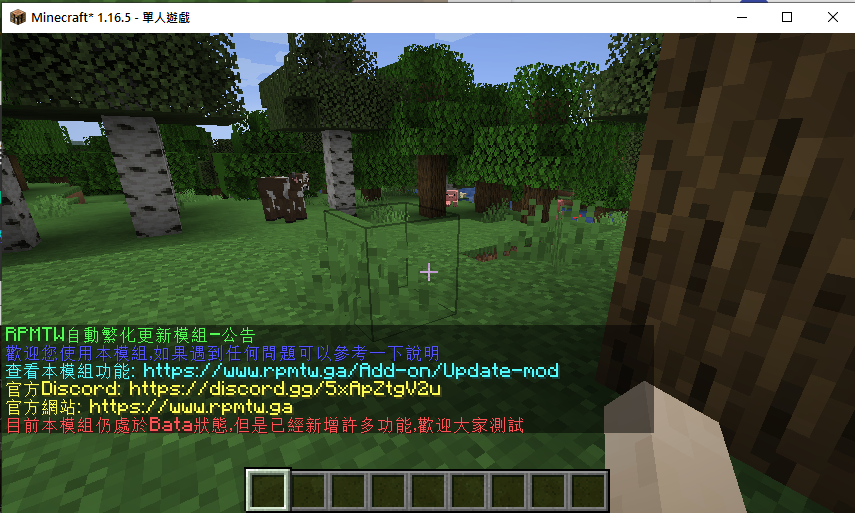 Minecraft* 1.16.5 - 單人遊戲
RPMTW自動繁化更新模組-公告
歡迎您使用本模組,如果遇到任何問題可以參考一下說明
查看本模組功能: https://www.rpmtw.ga/Add-on/Update-mod
官方Discord: https://discord.gg/5xApZtgV2u
官方網站: https://www.rpmtw.ga
目前本模組仍處於Bata狀態,但是已經新增許多功能,歡迎大家測試